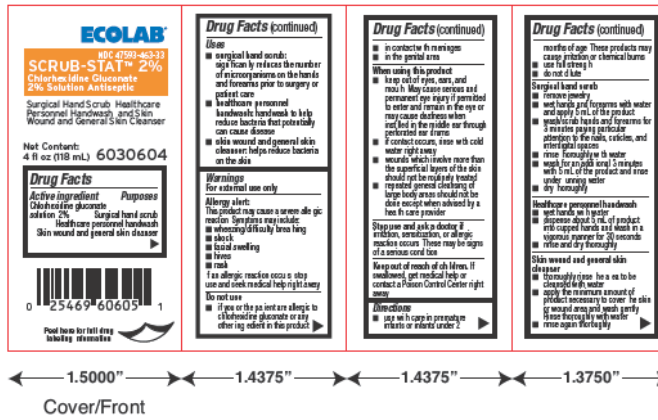 ECOLAB®
NDC 47593-463-33
SCRUB-STAT™ 2%
Chlorhexidine Gluconate
2% Solution Antiseptic
Surgical Hand Scrub Healthcare
Personnel Handwash and Skin
Wound and General Skin Cleanser
Net Content:
4 fl oz (118 mL) 6030604
Drug Facts
Active ingredient Purposes
Chlorhexidine gluconate
solution 2% Surgical hand scrub
Healthcare personnel handwash
Skin wound and general skin cleanser
0 25469 60605 1
Peel here for full drug
labeling information
Drug Facts (continued)
Uses
■ surgical hand scrub:
significantly reduces the number
of microorganisms on the hands
and forearms prior to surgery or
patient care
■ healthcare personnel
handwash: handwash to help
reduce bacteria that potentially
can cause disease
■ skin wound and general skin
cleanser: helps reduce bacteria
on the skin
Warnings
For external use only
Allergy alert:
This product may cause a severe allergic
reaction Symptoms may include:
■ wheezing/difficulty breathing
■ shock
■ facial swelling
■ hives
■ rash
If an allergic reaction occurs stop
use and seek medical help right away
Do not use
■ if you or the patient are allergic to
chlorhexidine gluconate or any
other ingredient in this product
Drug Facts (continued)
■ in contact with meninges
■ in the genital area
When using this product
■ keep out of eyes, ears, and
mouth May cause serious and
permanent eye injury if permitted
to enter and remain in the eye or
may cause deafness when
instilled in the middle ear through
perforated ear drums
■ if contact occurs, rinse with cold
water right away
■ wounds which involve more than
the superficial layers of the skin
should not be routinely treated
■ repeated general cleansing of
large body areas should not be
done except when advised by a
health care provider
Stop use and ask a doctor if
irritation, sensitization, or allergic
reaction occurs These may be signs
of a serious condition
Keep out of reach of children. If
swallowed, get medical help or
contact a Poison Control Center right
away
Directions
■ use with care in premature
infants or infants under 2
Drug Facts (continued)
months of age These products may
cause irritation or chemical burns
■ use full strength
■ do not dilute
Surgical hand scrub
■ remove jewelry
■ wet hands and forearms with water
and apply 5 mL of the product
■ wash/scrub hands and forearms for
3 minutes paying particular
attention to the nails, cuticles, and
interdigital spaces
■ rinse thoroughly with water
■ wash for an additional 3 minutes
with 5 mL of the product and rinse
under running water
■ dry thoroughly
Healthcare personnel handwash
■ wet hands with water
■ dispense about 5 mL of product
into cupped hands and wash in a
vigorous manner for 30 seconds
■ rinse and dry thoroughly
Skin wound and general skin
cleanser
■ thoroughly rinse the area to be
cleansed with water
■ apply the minimum amount of
product necessary to cover the skin
or wound area and wash gently
Rinse thoroughly with water
■ rinse again thoroughly
1.5000” 1.4375” 1.4375” 1.3750”
Cover/Front